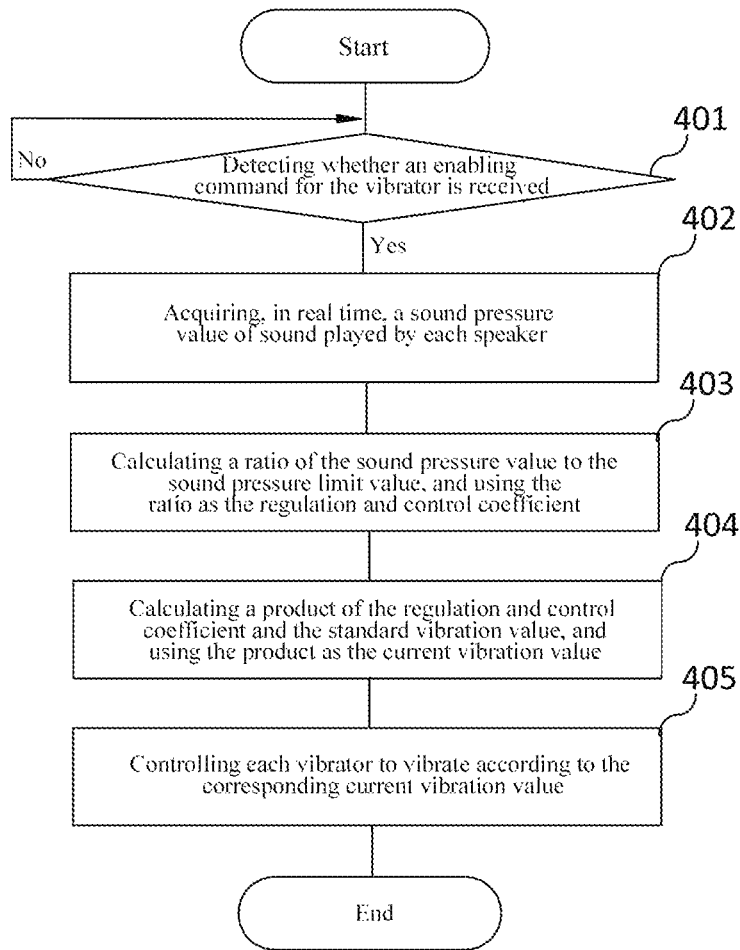 Start
401
No
Detecting whether an enabling
command for the vibrator is received
Yes
402
Acquiring, in real time, a sound pressure
value of sound played by each speaker
403
Calculating a ratio of the sound pressure value to the
sound pressure limit value, and using the
ratio as the regulation and control coefficient
404
Calculating a product of the regulation and control
coefficient and the standard vibration value, and
using the product as the current vibration value
405
Controlling each vibrator to vibrate according to the
corresponding current vibration value
End